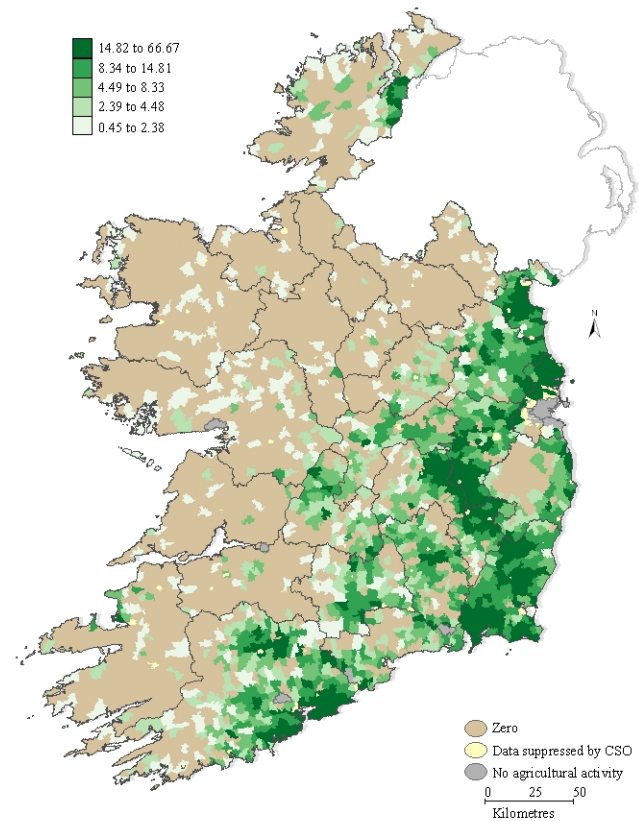 14.82 to 66.67
8.34 to 14.81
4.49 to 8.33
2.39 to 4.48
0.45 to 2.38
N
Zero
Data suppressed by CSO
No agricultural activity
0 25 50
Kilometres